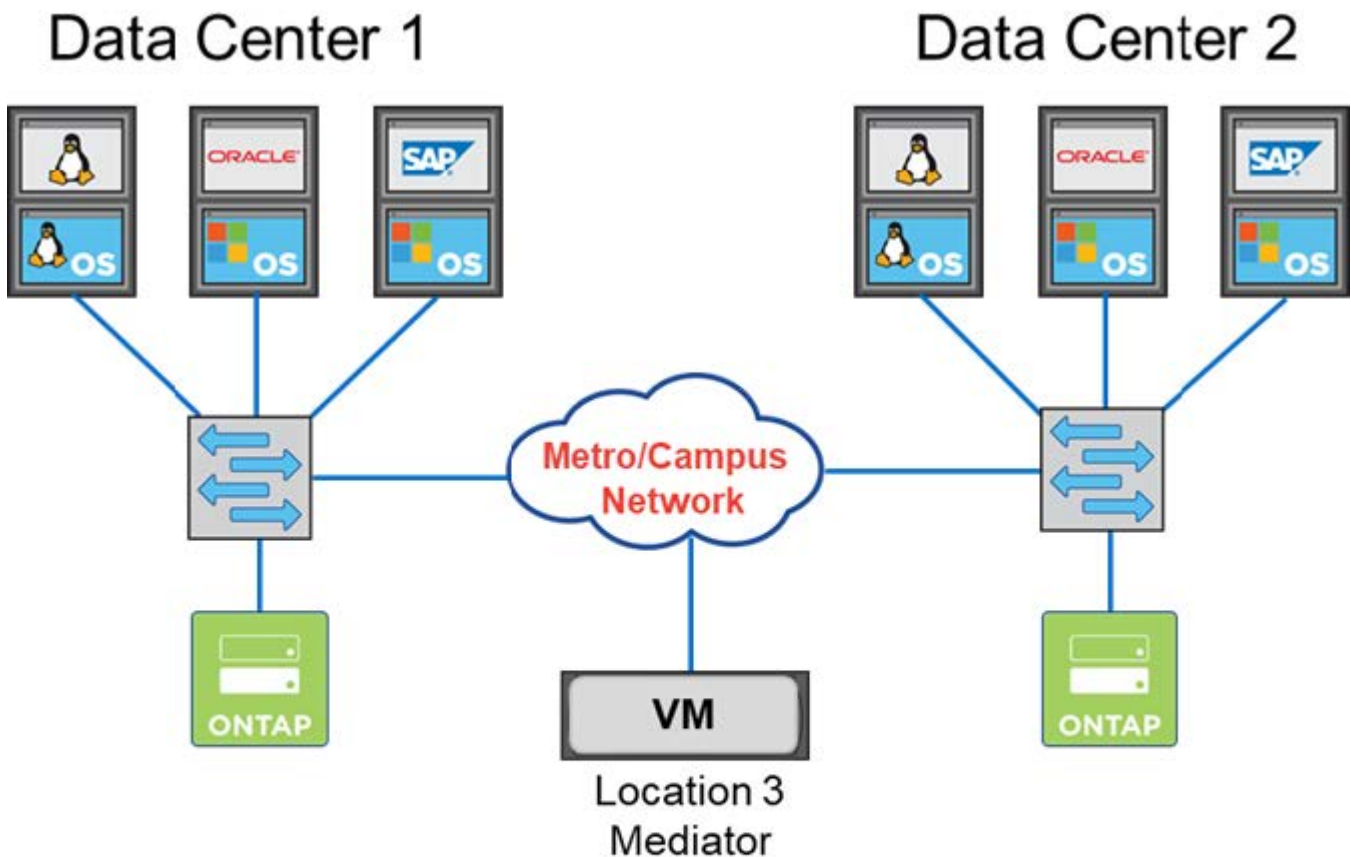 Data Center 1
Data Center 2
ORACLE
SAP
ORACLE
SAP
OS
OS
OS
OS
OS
OS
Metro/Campus
Network
ONTAP
ONTAP
VM
Location 3
Mediator